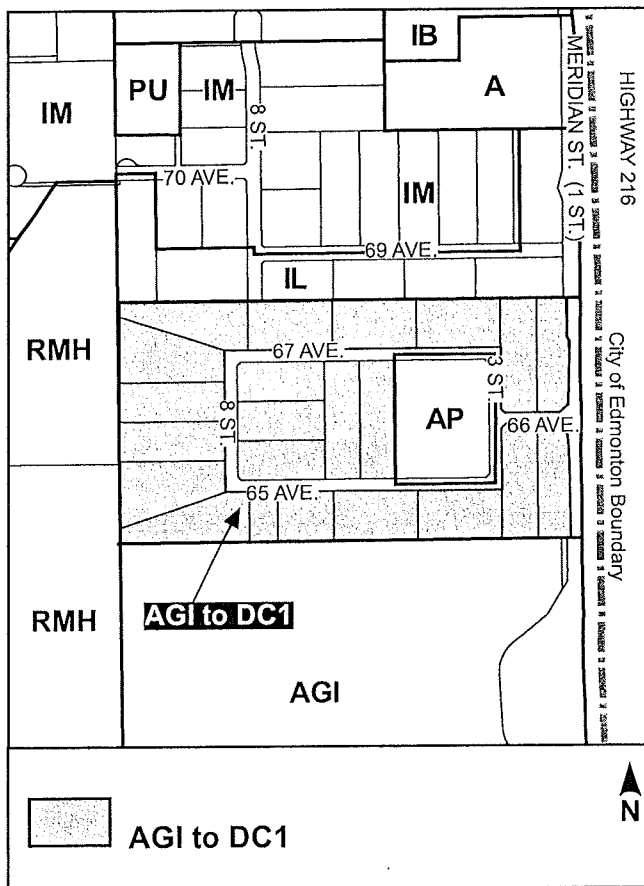 IB
A
PU
IM
IM
8 ST.
MERIDIAN ST. (1 ST.)
HIGHWAY 216
70 AVE.
IM
69 AVE.
IL
RMH
67 AVE.
3 ST.
AP
8 ST.
66 AVE.
City of Edmonton Boundary
65 AVE.
AGI to DC1
RMH
AGI
N
AGI to DC1